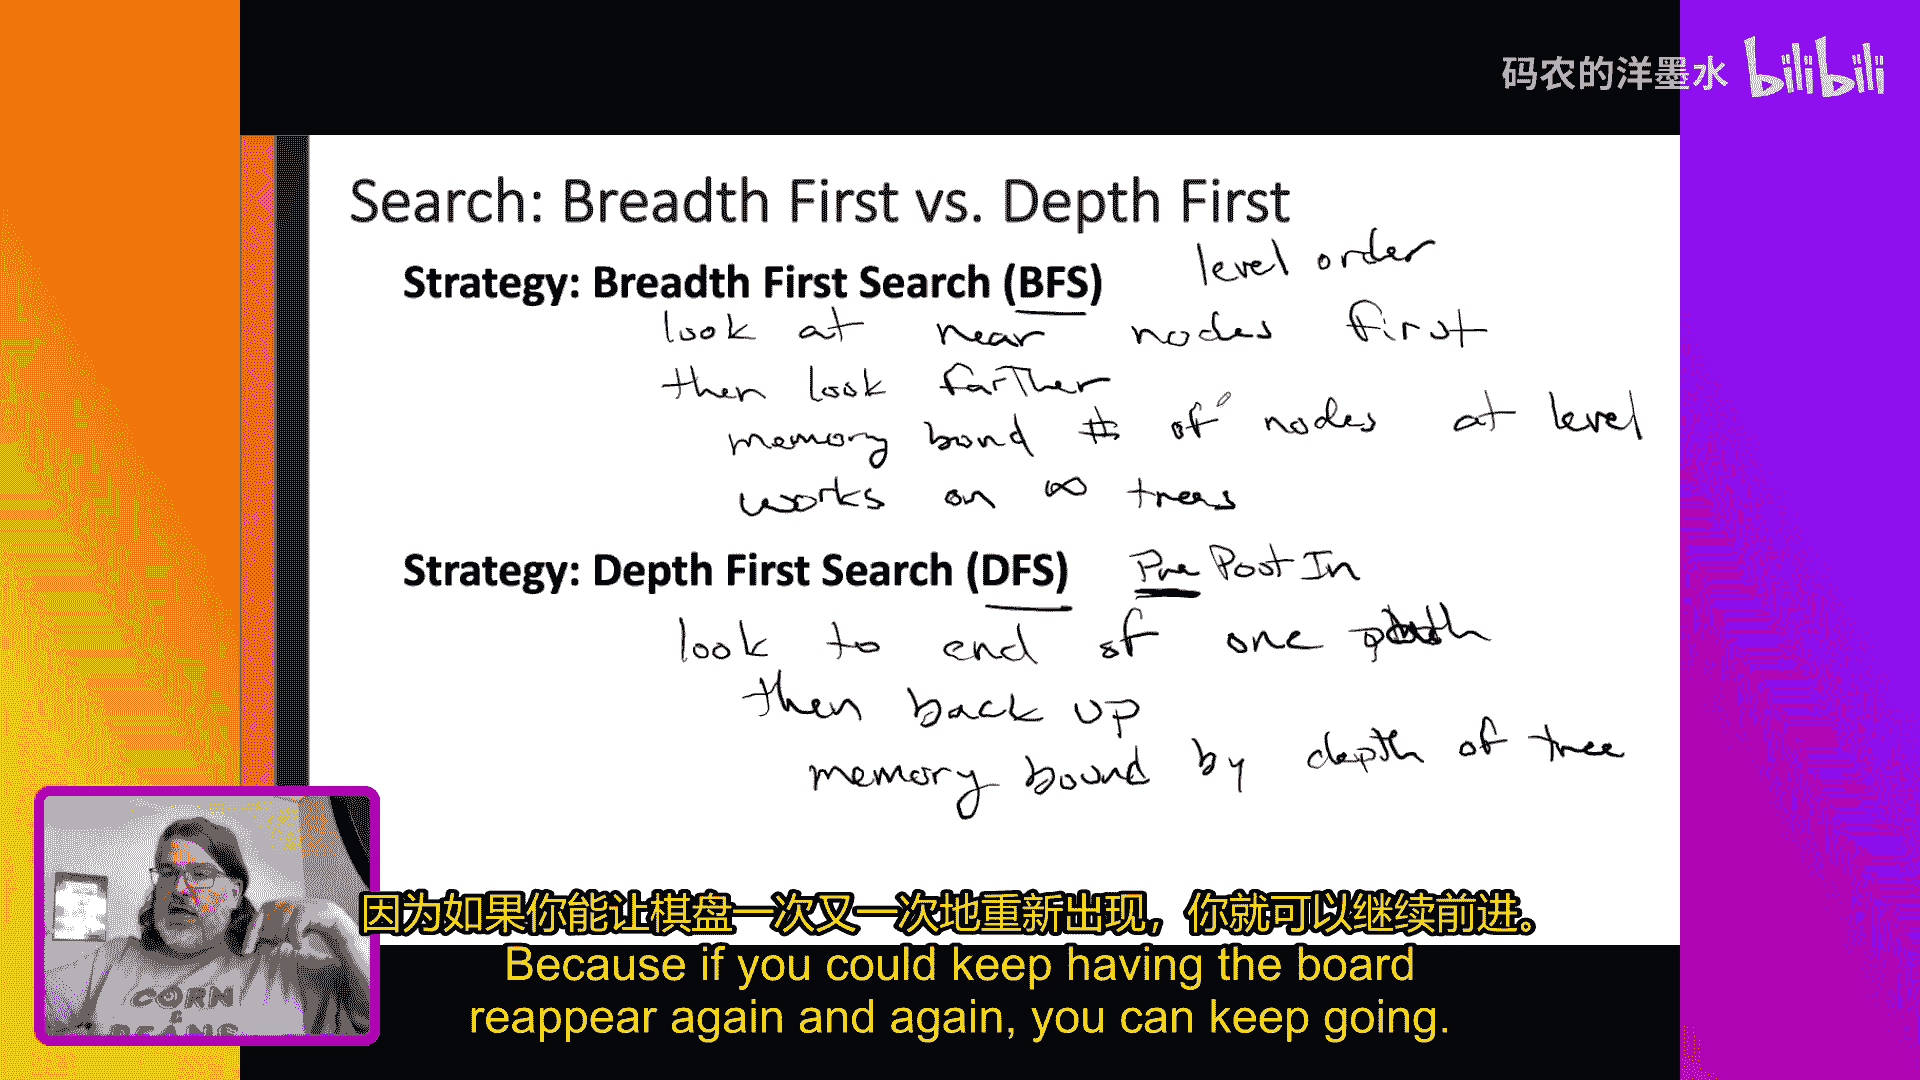 码农的洋墨水 bilibili
Search: Breadth First vs. Depth First
level order
Strategy: Breadth First Search (BFS)
look at near nodes first
then look farther
memory bond # of nodes at level
works on ∞ trees
Strategy: Depth First Search (DFS) Pre Post In
look to end of one path
then back up
memory bound by depth of tree
CORN
&
BEANS
因为如果你能让棋盘一次又一次地重新出现，你就可以继续前进。
Because if you could keep having the board
reappear again and again, you can keep going.